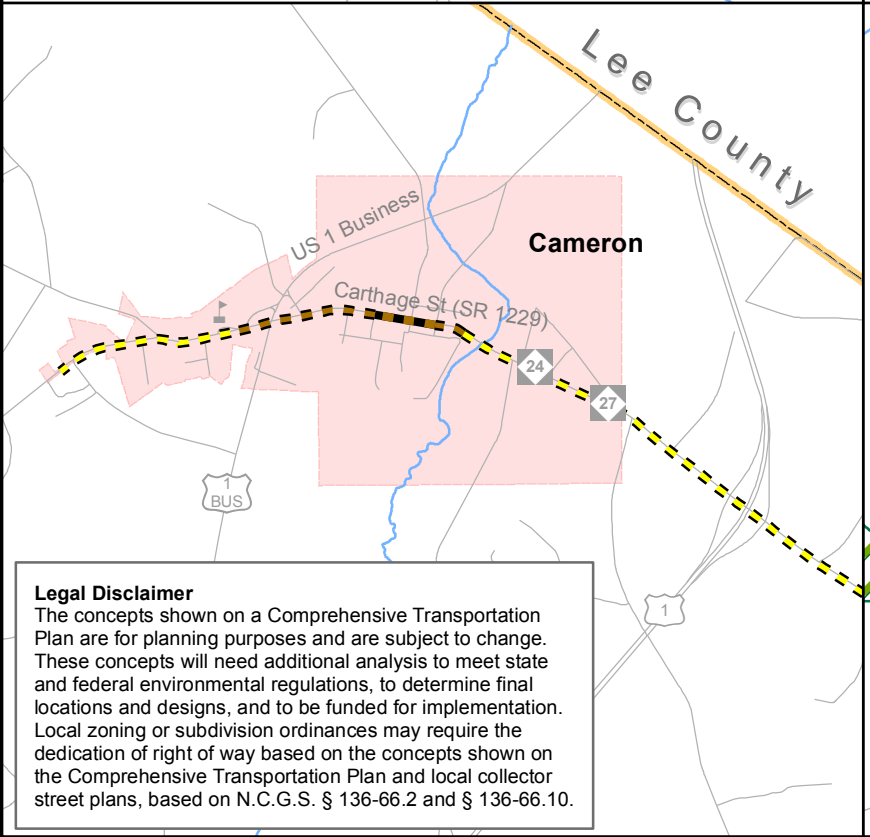 Lee County
US 1 Business
Cameron
Carthage St (SR 1229)
24
27
1
BUS
1
Legal Disclaimer
The concepts shown on a Comprehensive Transportation
Plan are for planning purposes and are subject to change.
These concepts will need additional analysis to meet state
and federal environmental regulations, to determine final
locations and designs, and to be funded for implementation.
Local zoning or subdivision ordinances may require the
dedication of right of way based on the concepts shown on
the Comprehensive Transportation Plan and local collector
street plans, based on N.C.G.S. § 136-66.2 and § 136-66.10.